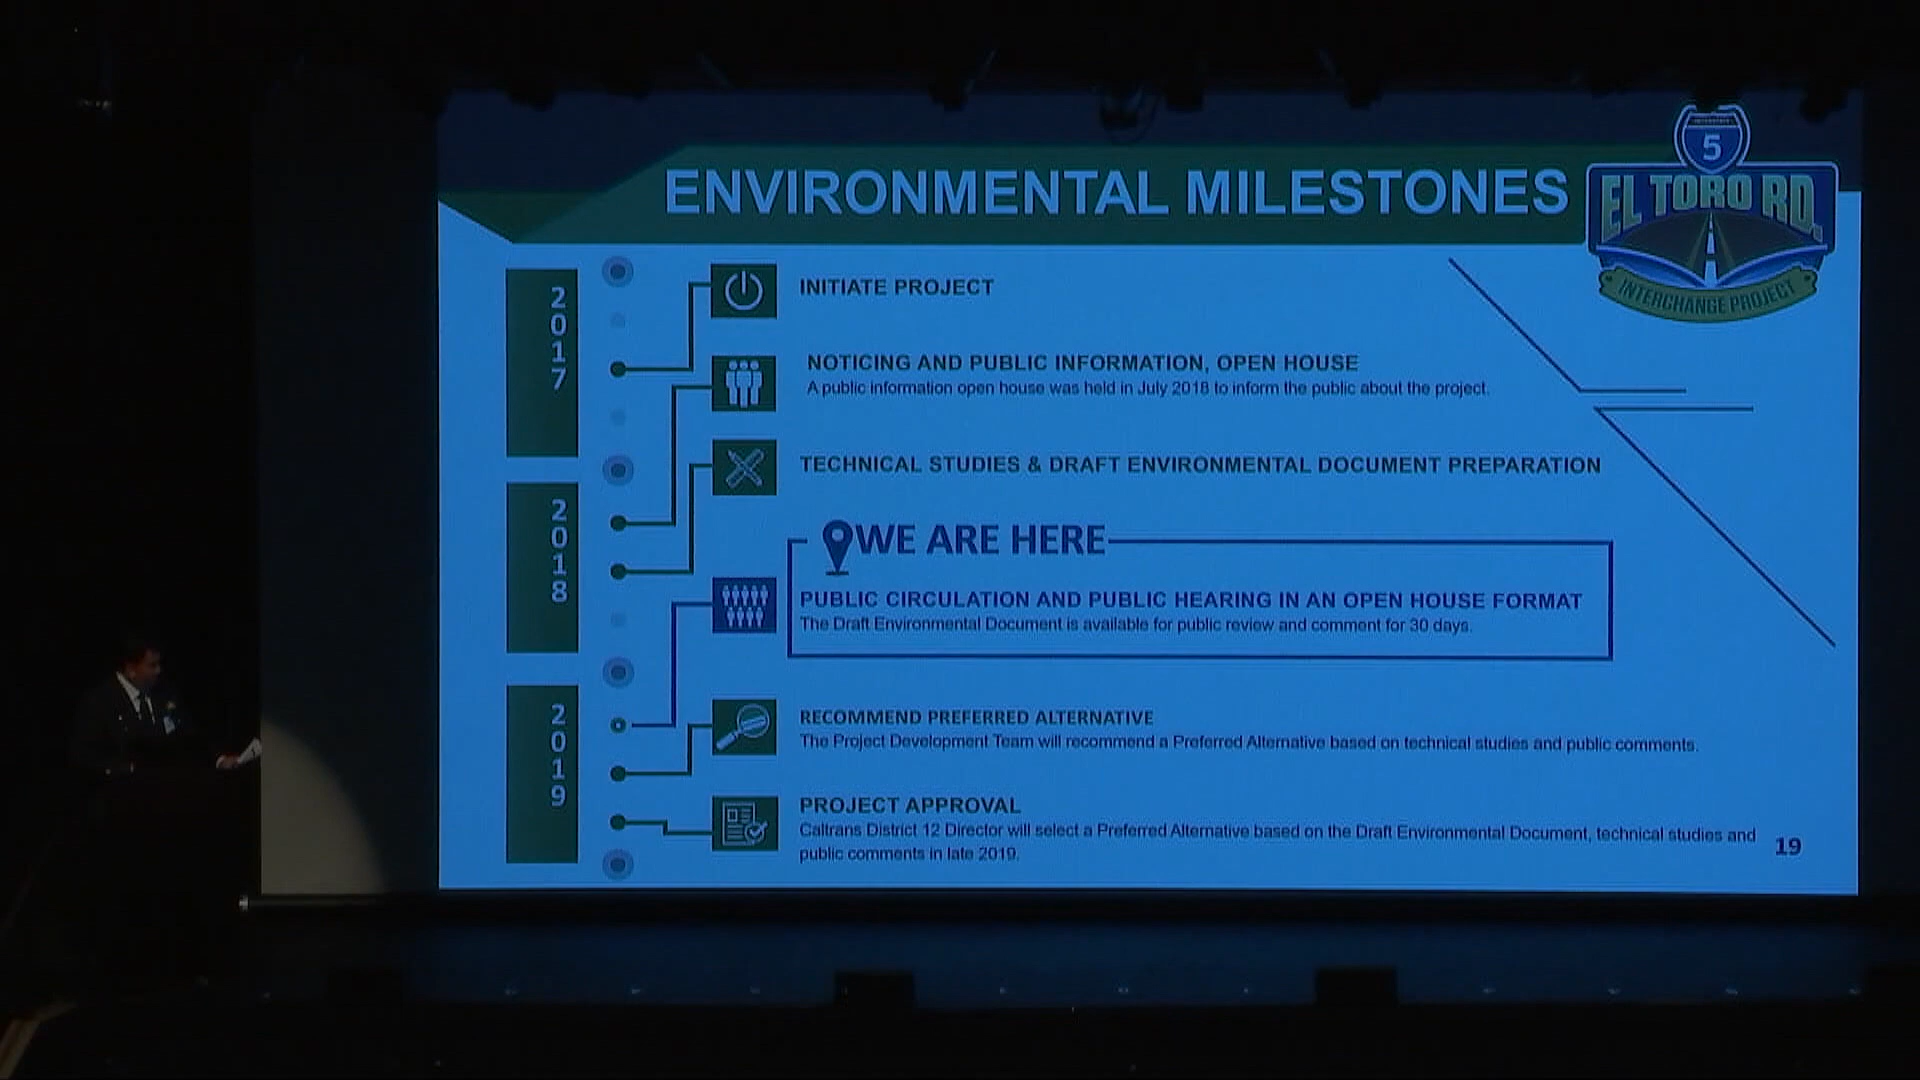 ENVIRONMENTAL MILESTONES
INTERSTATE
5
EL TORO RD.
INTERCHANGE PROJECT
2017
INITIATE PROJECT
NOTICING AND PUBLIC INFORMATION, OPEN HOUSE
A public information open house was held in July 2018 to inform the public about the project.
TECHNICAL STUDIES & DRAFT ENVIRONMENTAL DOCUMENT PREPARATION
2018
WE ARE HERE
PUBLIC CIRCULATION AND PUBLIC HEARING IN AN OPEN HOUSE FORMAT
The Draft Environmental Document is available for public review and comment for 30 days.
2019
RECOMMEND PREFERRED ALTERNATIVE
The Project Development Team will recommend a Preferred Alternative based on technical studies and public comments.
PROJECT APPROVAL
Caltrans District 12 Director will select a Preferred Alternative based on the Draft Environmental Document, technical studies and
public comments in late 2019.
19